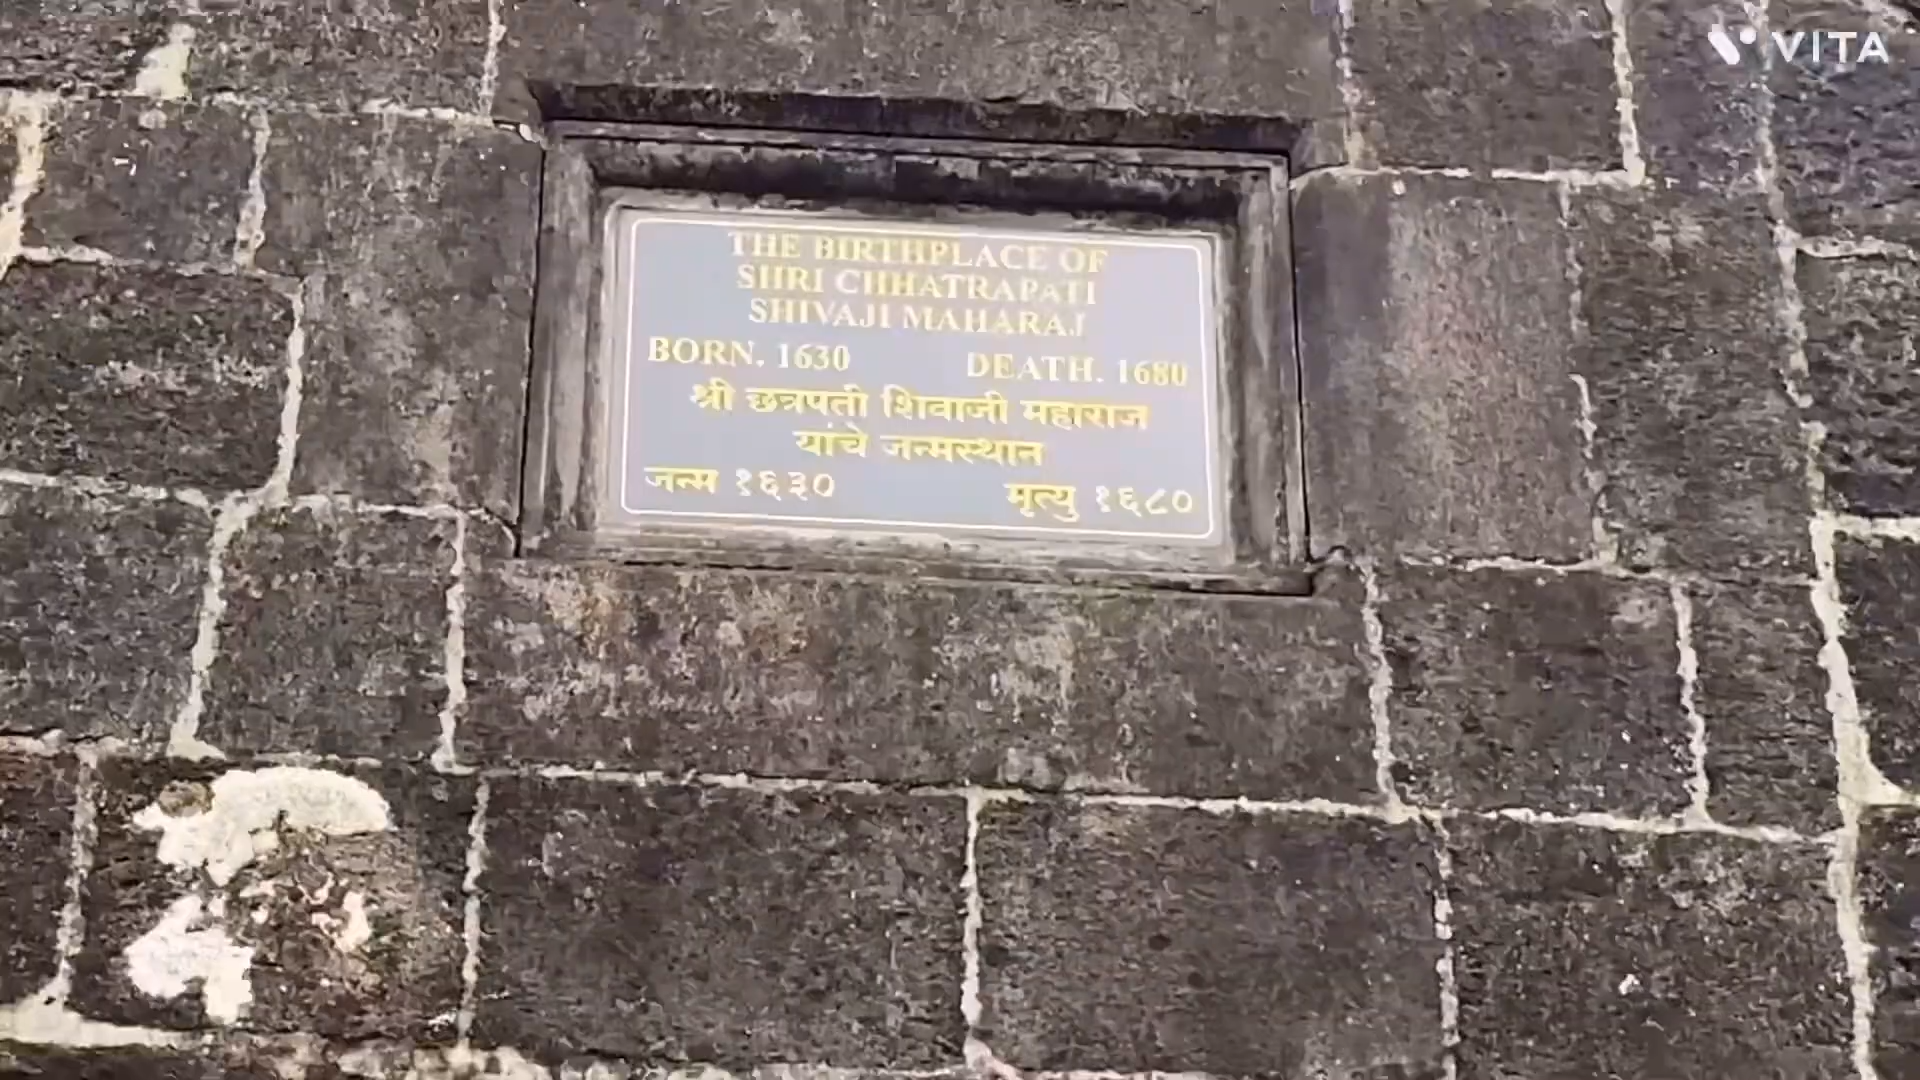 VITA
THE BIRTHPLACE OF
SHRI CHHATRAPATI
SHIVAJI MAHARAJ
BORN. 1630 DEATH. 1680
श्री छत्रपती शिवाजी महाराज
यांचे जन्मस्थान
जन्म १६३० मृत्यु १६८०